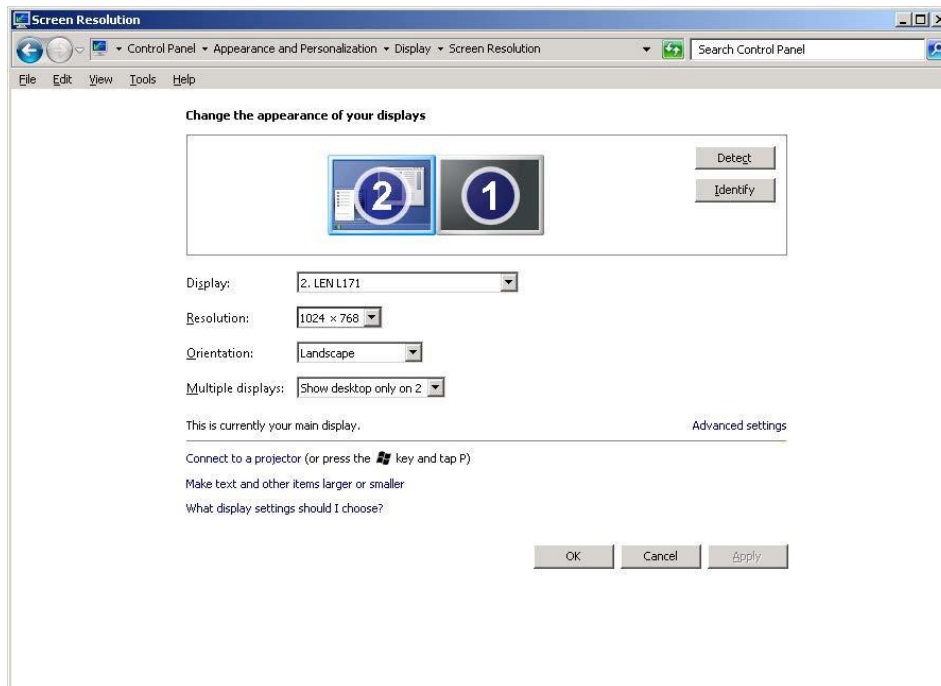 Screen Resolution
Control Panel Appearance and Personalization Display Screen Resolution Search Control Panel
File Edit View Tools Help
Change the appearance of your displays
2 1
Detect
Identify
Display: 2. LEN L171
Resolution: 1024 × 768
Orientation: Landscape
Multiple displays: Show desktop only on 2
This is currently your main display. Advanced settings
Connect to a projector (or press the key and tap P)
Make text and other items larger or smaller
What display settings should I choose?
OK Cancel Apply